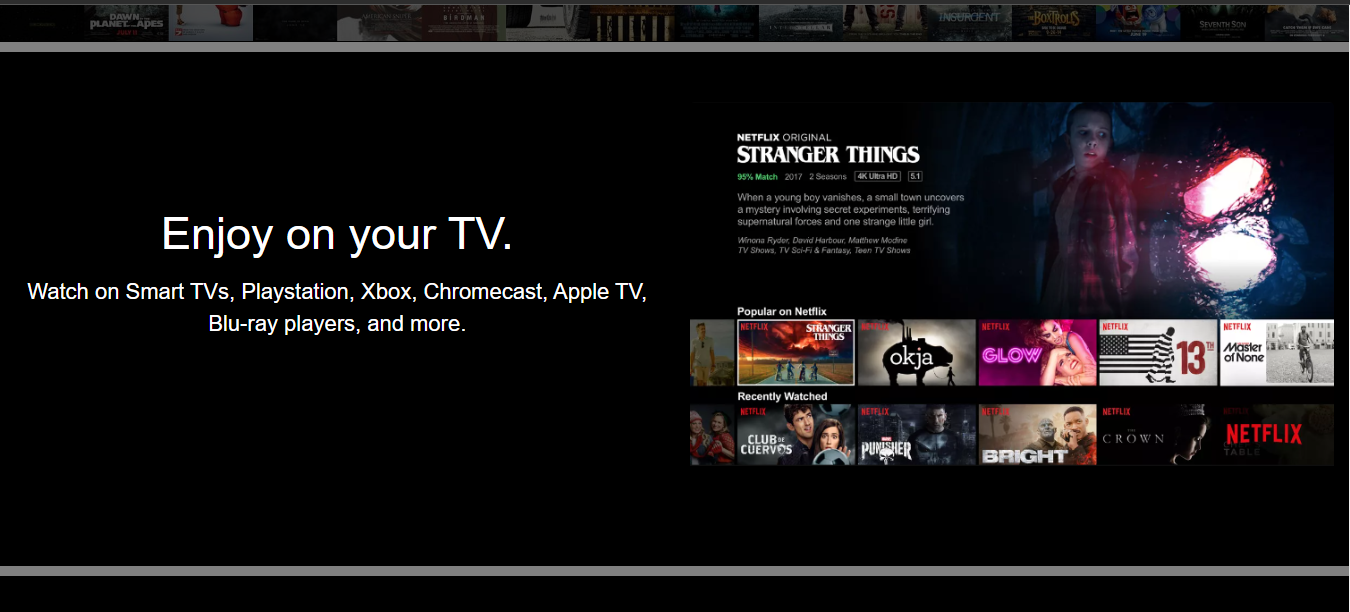 DAWN
PLANET OF THE APES
JULY 11
BIRDMAN
INSURGENT
THE BOXTROLLS
SEVENTH SON
NETFLIX ORIGINAL
STRANGER THINGS
95% Match 2017 2 Seasons 4K Ultra HD 5.1
When a young boy vanishes, a small town uncovers
a mystery involving secret experiments, terrifying
supernatural forces and one strange little girl.
Winona Ryder, David Harbour, Matthew Modine
TV Shows, TV Sci-Fi & Fantasy, Teen TV Shows
Enjoy on your TV.
Watch on Smart TVs, Playstation, Xbox, Chromecast, Apple TV,
Blu-ray players, and more.
Popular on Netflix
NETFLIX
STRANGER
THINGS
NETFLIX
okja
NETFLIX
GLOW
NETFLIX
13TH
NETFLIX
Master
of None
Recently Watched
NETFLIX
CLUB DE
CUERVOS
NETFLIX
MARVEL
PUNISHER
NETFLIX
BRIGHT
NETFLIX
THE
CROWN
NETFLIX
NETFLIX
TABLE